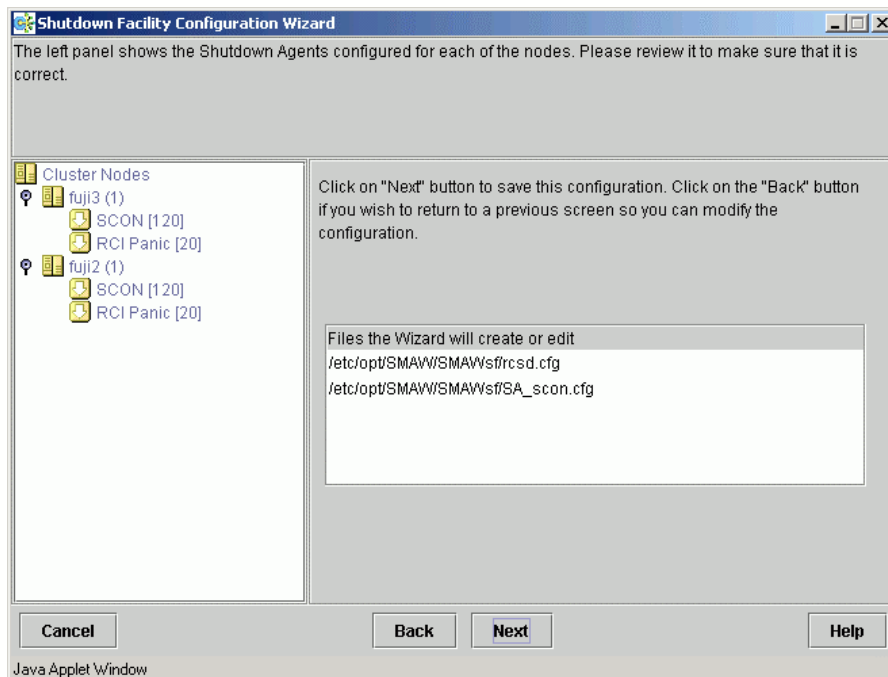 Shutdown Facility Configuration Wizard
The left panel shows the Shutdown Agents configured for each of the nodes. Please review it to make sure that it is
correct.
Cluster Nodes
fuji3 (1)
SCON [120]
RCI Panic [20]
fuji2 (1)
SCON [120]
RCI Panic [20]
Click on "Next" button to save this configuration. Click on the "Back" button
if you wish to return to a previous screen so you can modify the
configuration.
Files the Wizard will create or edit
/etc/opt/SMAW/SMAWsf/rcsd.cfg
/etc/opt/SMAW/SMAWsf/SA_scon.cfg
Cancel
Back
Next
Help
Java Applet Window